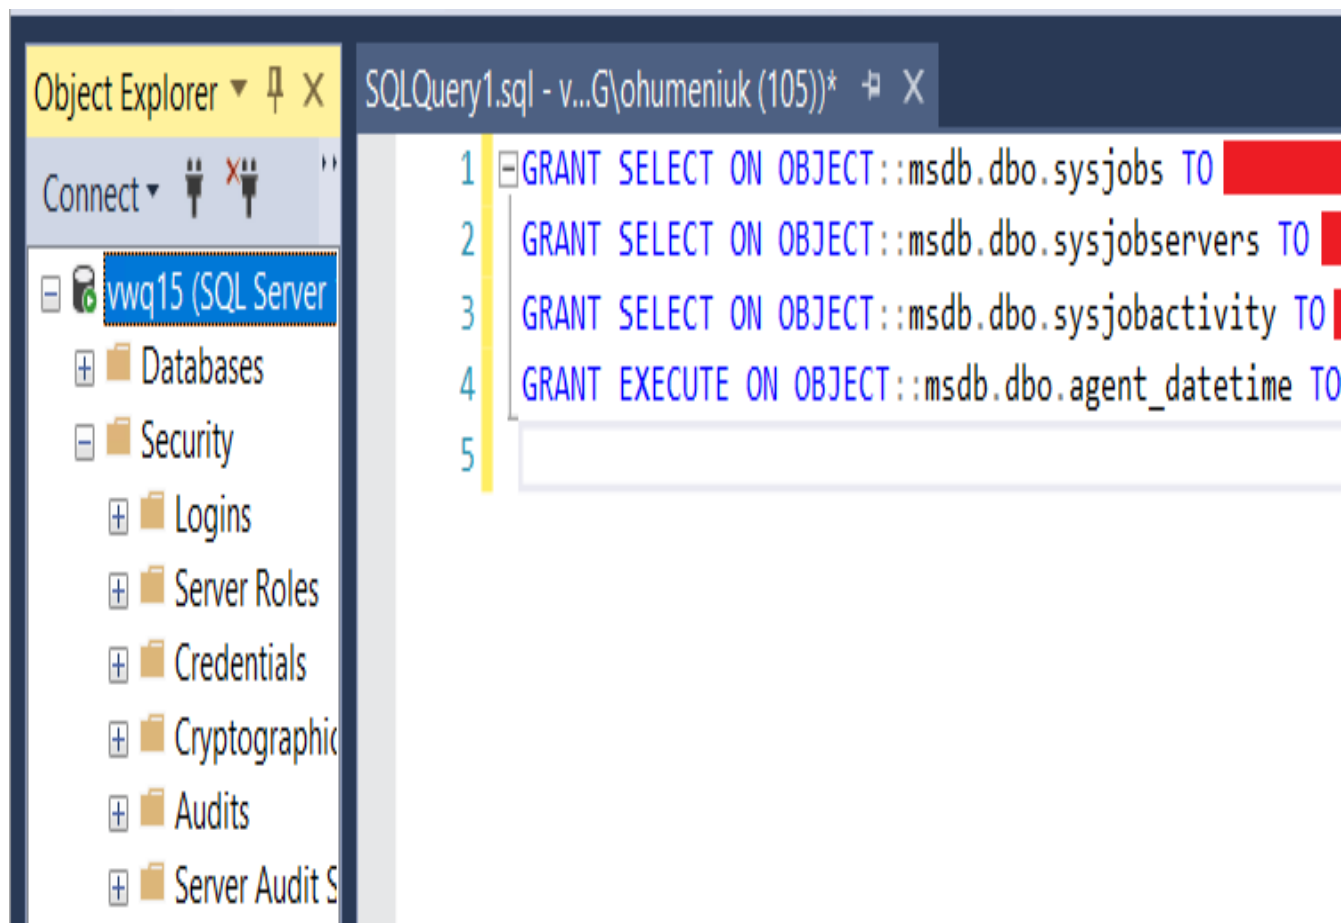 Object Explorer
Connect
vwq15 (SQL Server
Databases
Security
Logins
Server Roles
Credentials
Cryptographic
Audits
Server Audit S
SQLQuery1.sql - v...G\ohumeniuk (105))*
1 GRANT SELECT ON OBJECT::msdb.dbo.sysjobs TO
2 GRANT SELECT ON OBJECT::msdb.dbo.sysjobservers TO
3 GRANT SELECT ON OBJECT::msdb.dbo.sysjobactivity TO
4 GRANT EXECUTE ON OBJECT::msdb.dbo.agent_datetime TO
5